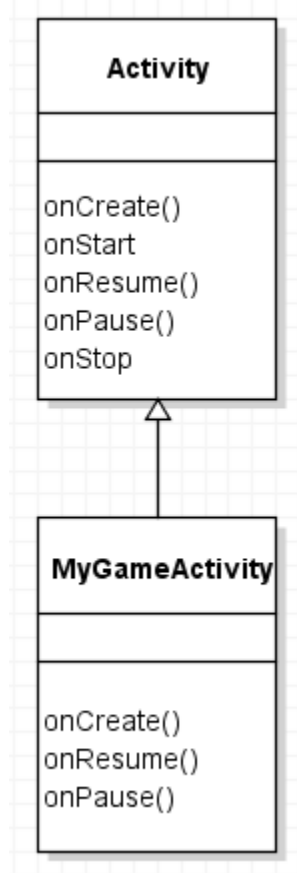 Activity
onCreate()
onStart
onResume()
onPause()
onStop
MyGameActivity
onCreate()
onResume()
onPause()